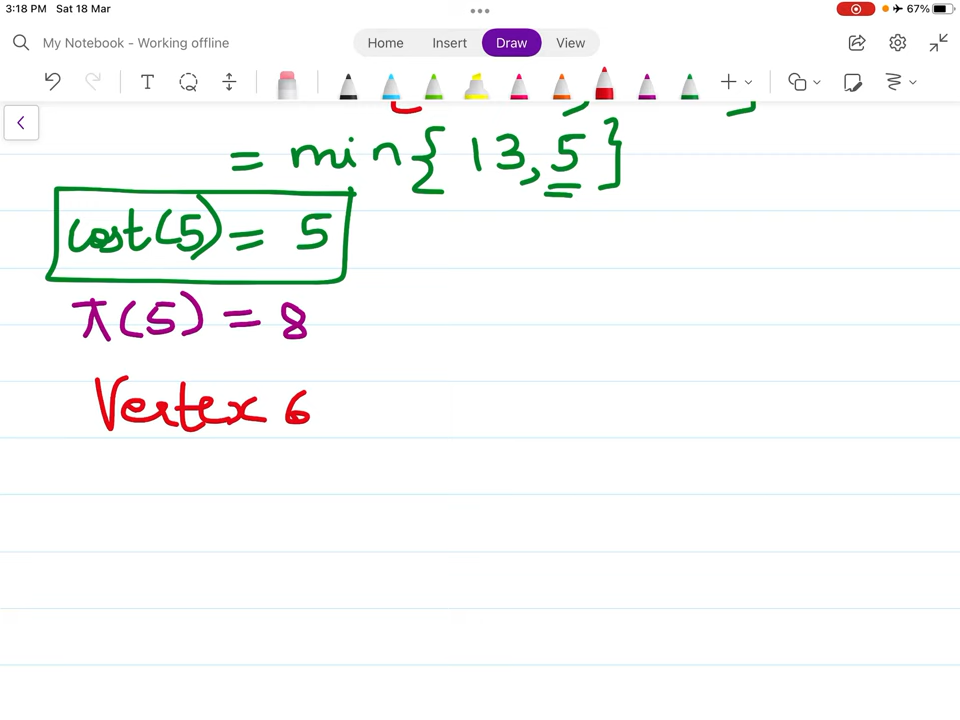 3:18 PM Sat 18 Mar
67%
My Notebook - Working offline
Home Insert Draw View
T
= min{ 13, 5 }
cost(5) = 5
π(5) = 8
Vertex 6